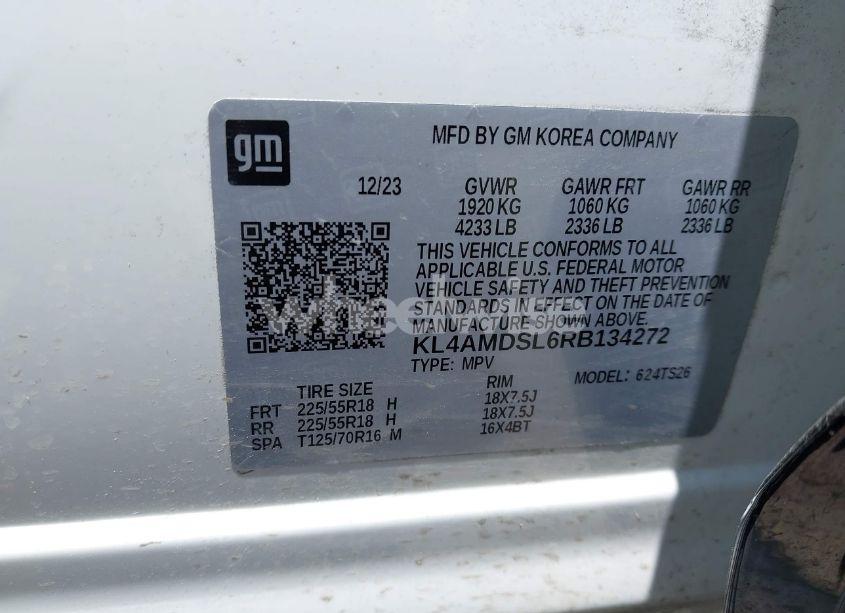 gm
MFD BY GM KOREA COMPANY
12/23 GVWR GAWR FRT GAWR RR
1920 KG 1060 KG 1060 KG
4233 LB 2336 LB 2336 LB
THIS VEHICLE CONFORMS TO ALL
APPLICABLE U.S. FEDERAL MOTOR
VEHICLE SAFETY AND THEFT PREVENTION
STANDARDS IN EFFECT ON THE DATE OF
MANUFACTURE SHOWN ABOVE.
KL4AMDSL6RB134272
TYPE: MPV MODEL: 624TS26
TIRE SIZE RIM
FRT 225/55R18 H 18X7.5J
RR 225/55R18 H 18X7.5J
SPA T125/70R16 M 16X4BT